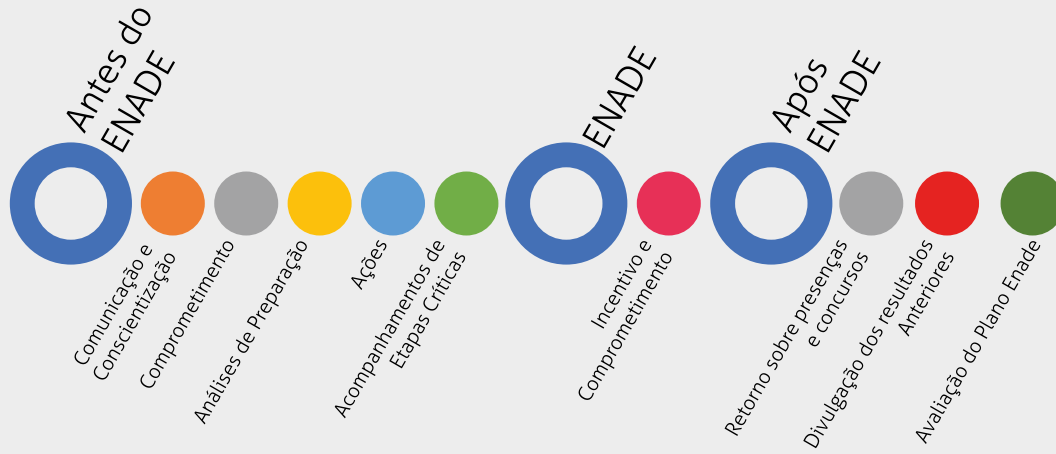 Antes do
ENADE
Comunicação e
Conscientização
Comprometimento
Análises de Preparação
Ações
Acompanhamentos de
Etapas Críticas
ENADE
Incentivo e
Comprometimento
Após
ENADE
Retorno sobre presenças
e concursos
Divulgação dos resultados
Anteriores
Avaliação do Plano Enade